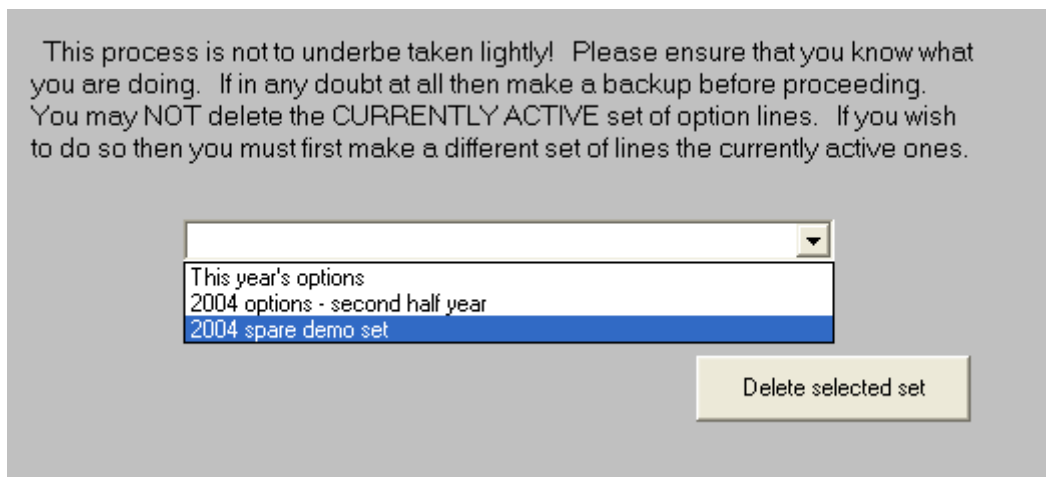 This process is not to underbe taken lightly! Please ensure that you know what
you are doing. If in any doubt at all then make a backup before proceeding.
You may NOT delete the CURRENTLY ACTIVE set of option lines. If you wish
to do so then you must first make a different set of lines the currently active ones.
This year's options
2004 options - second half year
2004 spare demo set
Delete selected set